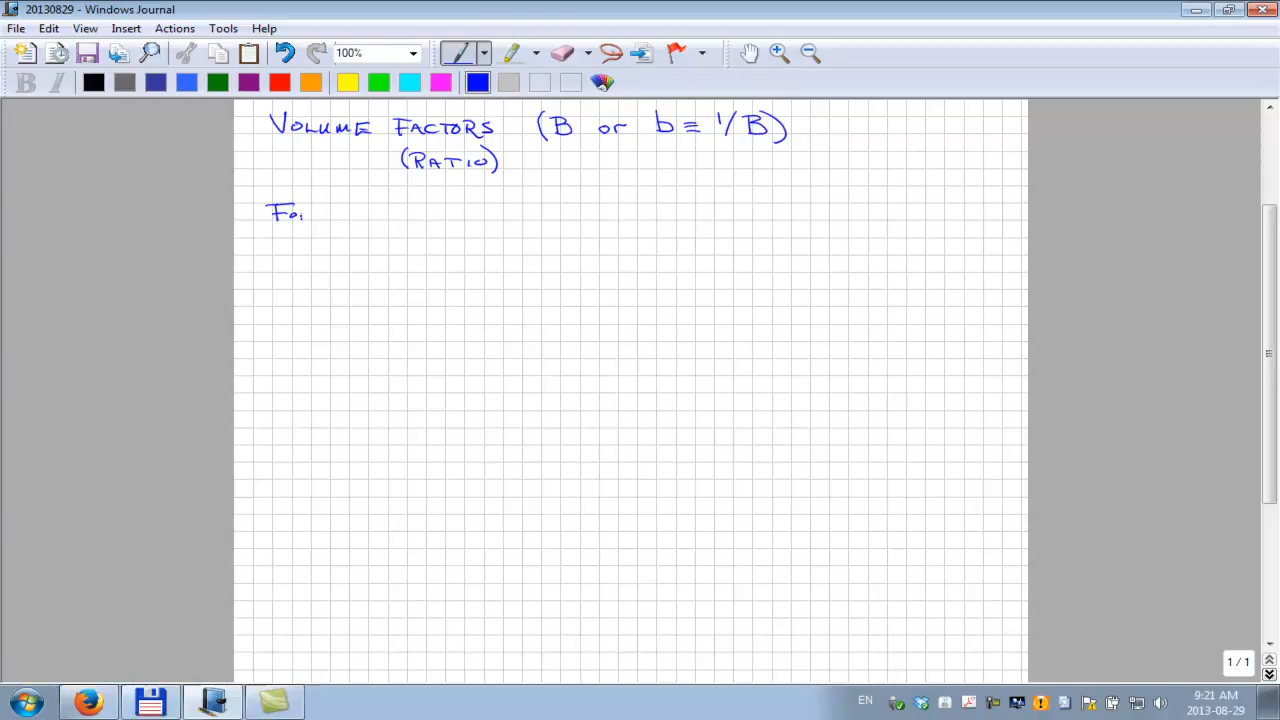 20130829 - Windows Journal
File Edit View Insert Actions Tools Help
100%
B I
VOLUME FACTORS (B or b ≡ 1/B)
(RATIO)
Fo
1 / 1
EN
9:21 AM
2013-08-29